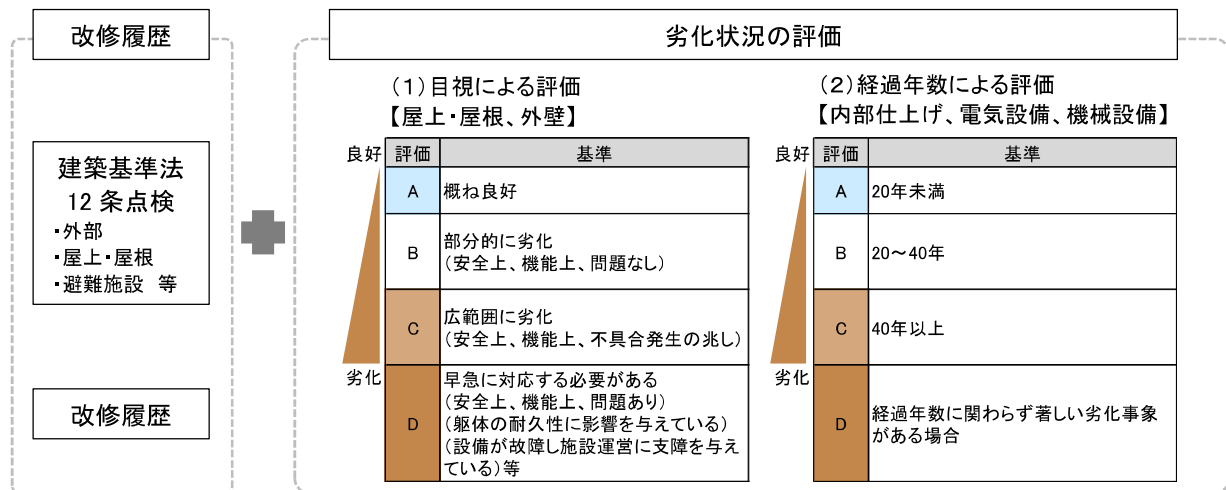 改修履歴
建築基準法
12 条点検
・外部
・屋上・屋根
・避難施設 等
改修履歴
劣化状況の評価
（１）目視による評価
【屋上・屋根、外壁】
良好
評価 基準
A 概ね良好
B 部分的に劣化
（安全上、機能上、問題なし）
C 広範囲に劣化
（安全上、機能上、不具合発生の兆し）
劣化
D 早急に対応する必要がある
（安全上、機能上、問題あり）
（躯体の耐久性に影響を与えている）
（設備が故障し施設運営に支障を与え
ている）等
（２）経過年数による評価
【内部仕上げ、電気設備、機械設備】
良好
評価 基準
A 20年未満
B 20～40年
C 40年以上
劣化
D 経過年数に関わらず著しい劣化事象
がある場合